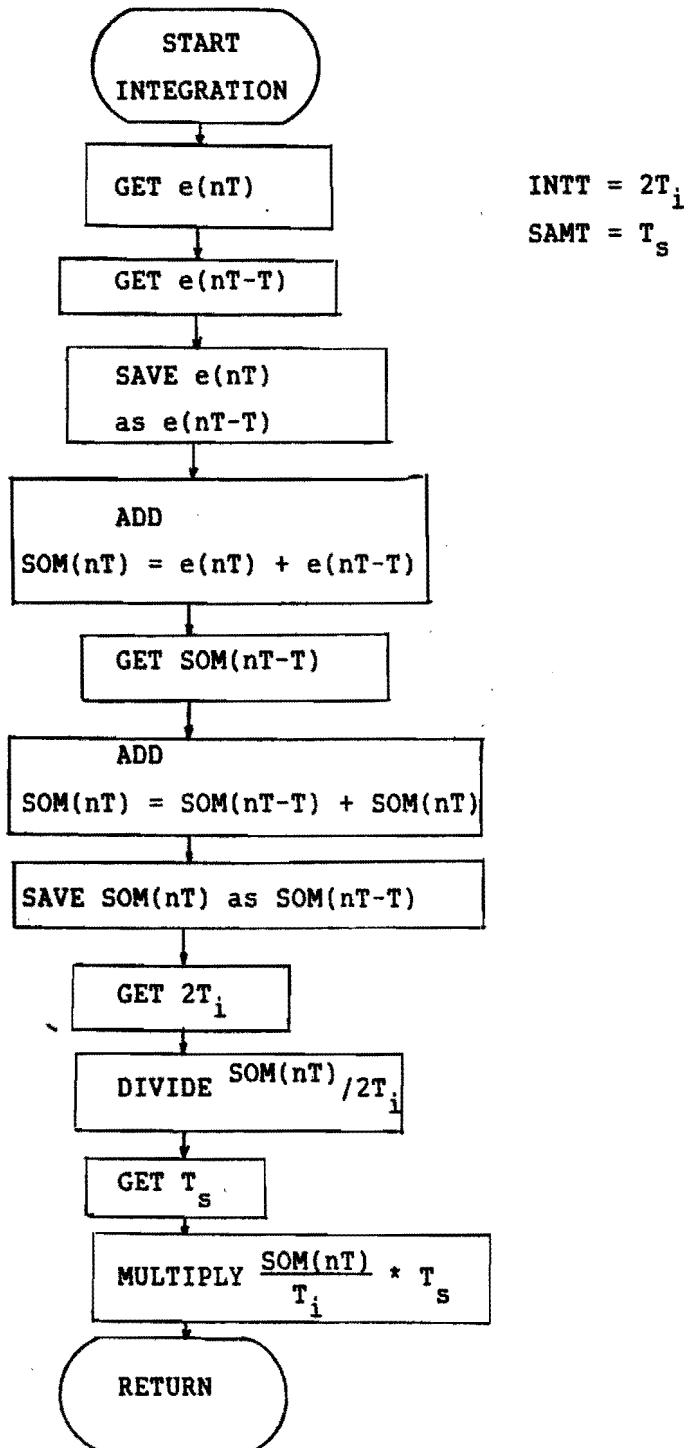 START
INTEGRATION
GET e(nT)
INTT = 2T_i
SAMT = T_s
GET e(nT-T)
SAVE e(nT)
as e(nT-T)
ADD
SOM(nT) = e(nT) + e(nT-T)
GET SOM(nT-T)
ADD
SOM(nT) = SOM(nT-T) + SOM(nT)
SAVE SOM(nT) as SOM(nT-T)
GET 2T_i
DIVIDE SOM(nT)/2T_i
GET T_s
MULTIPLY SOM(nT)/T_i * T_s
RETURN